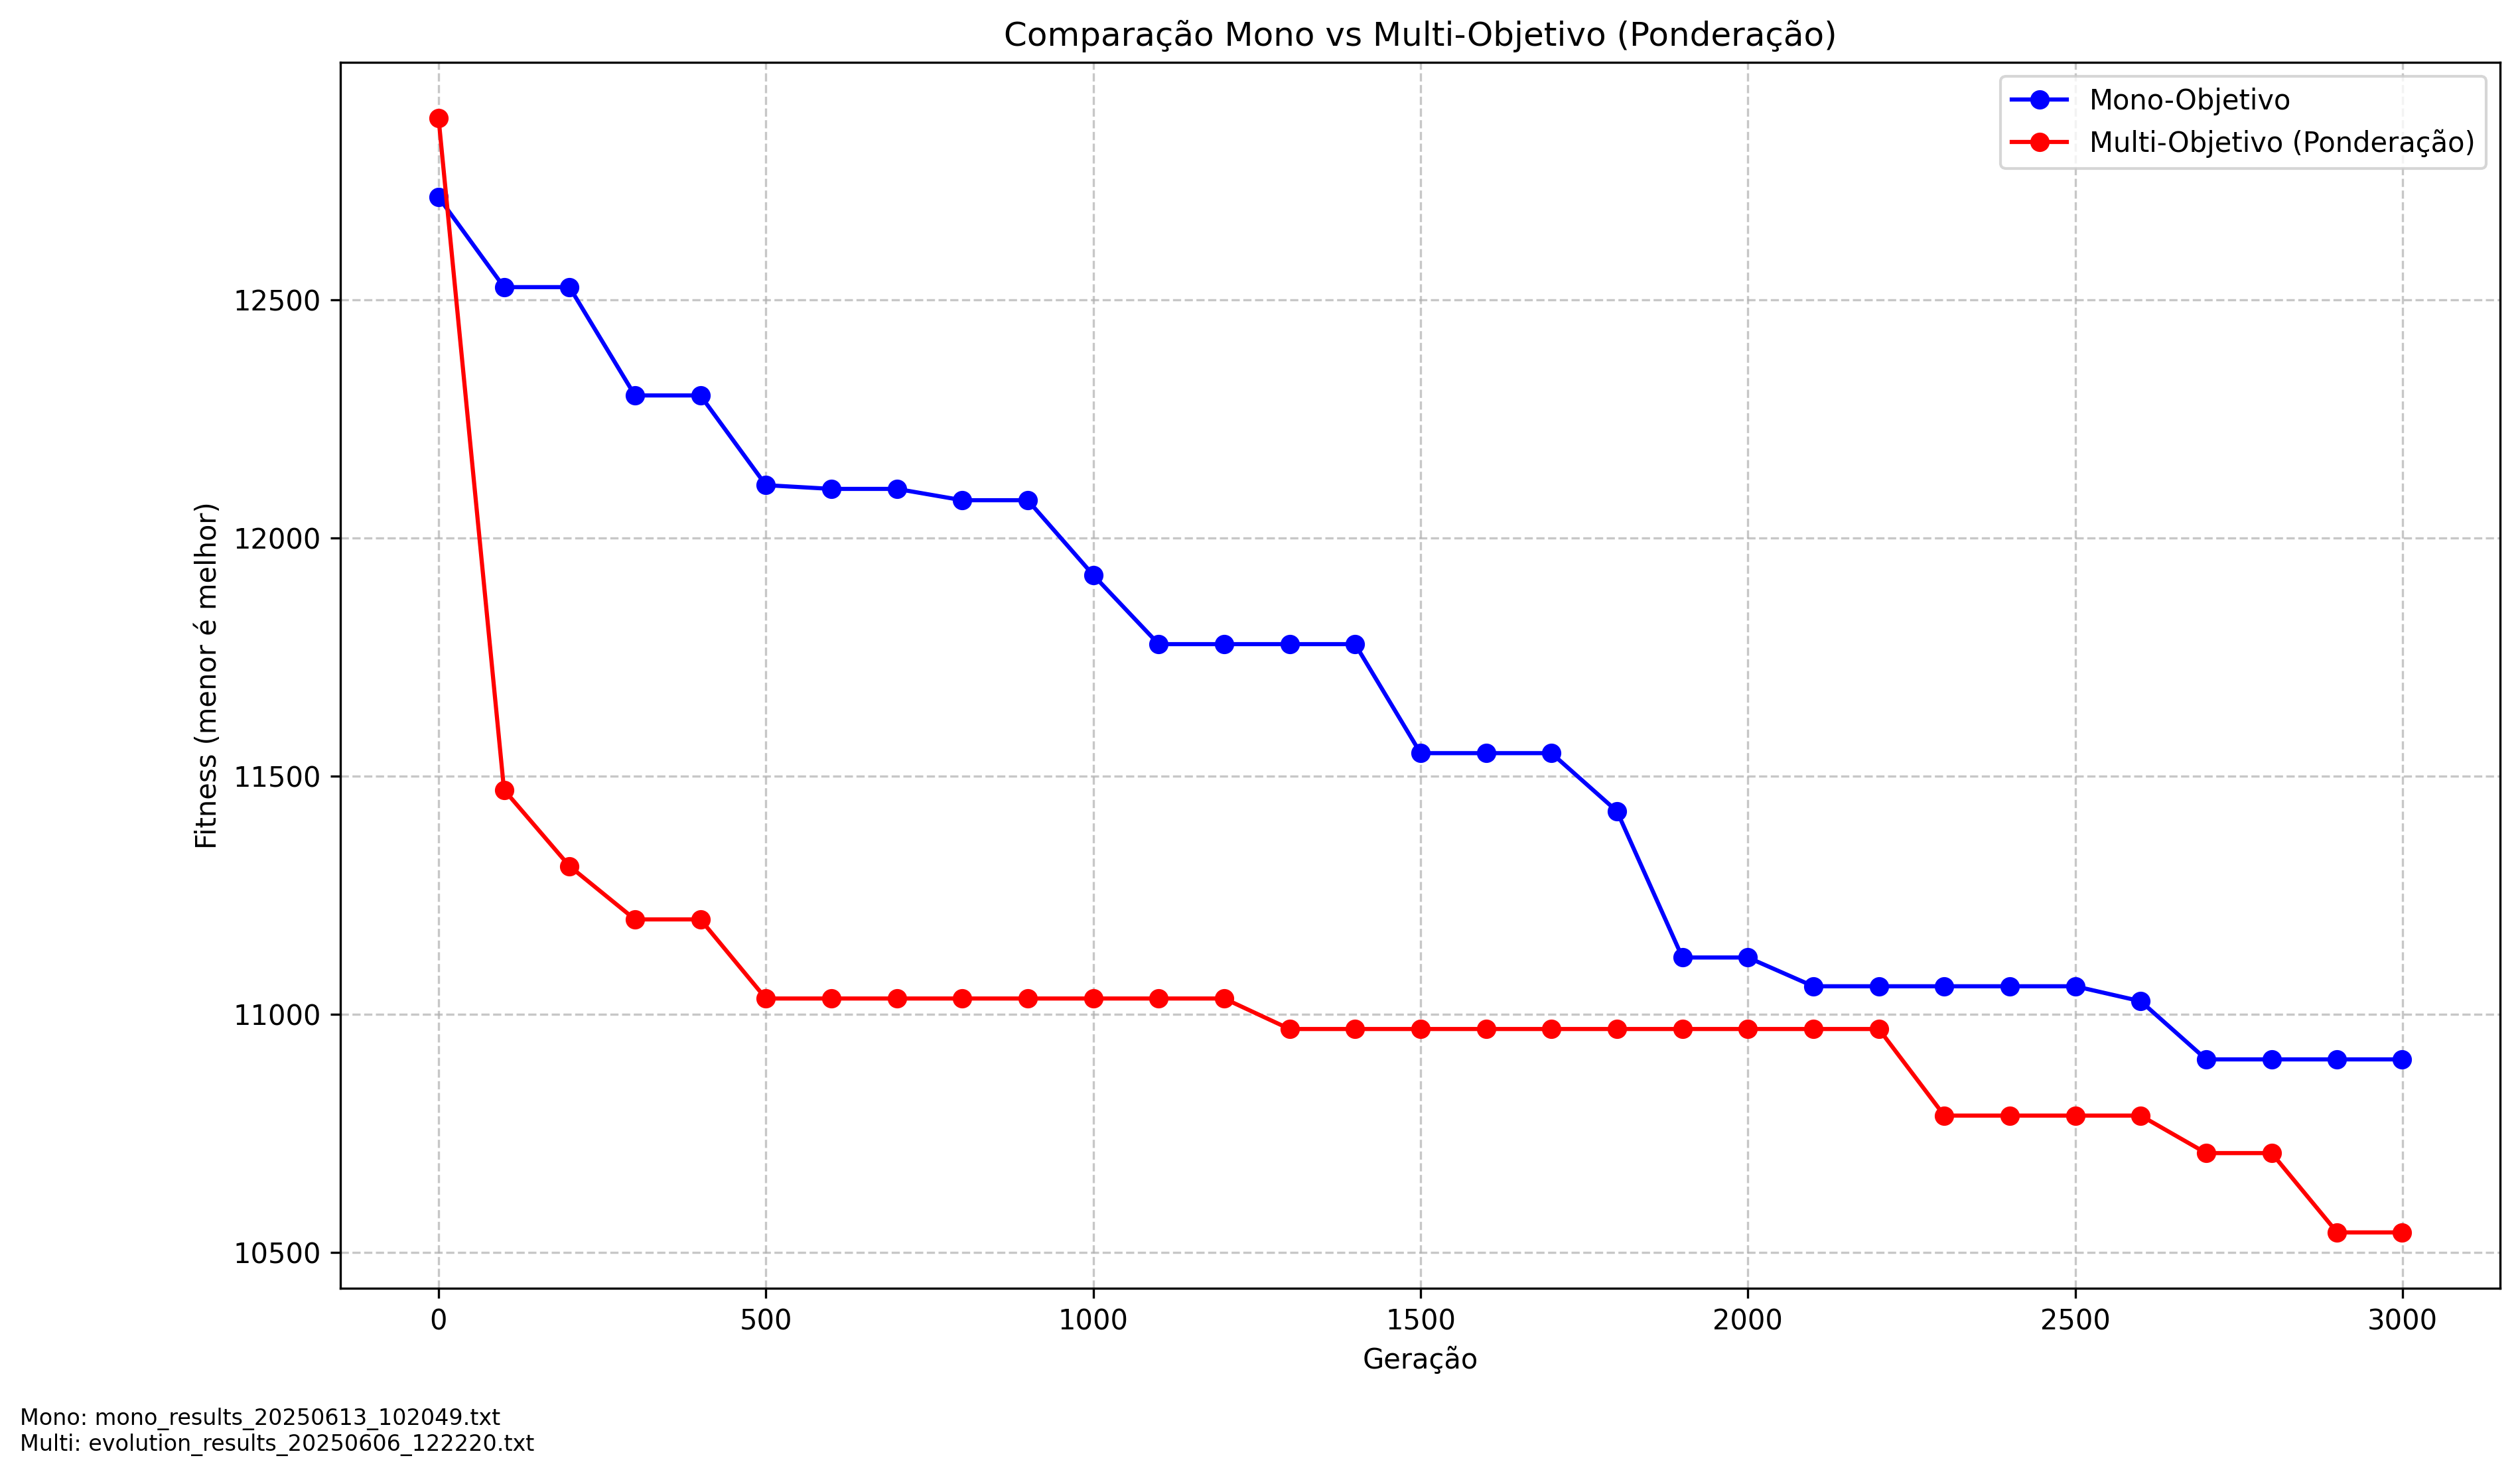 Comparação Mono vs Multi-Objetivo (Ponderação)
Mono-Objetivo
Multi-Objetivo (Ponderação)
Fitness (menor é melhor)
12500
12000
11500
11000
10500
0 500 1000 1500 2000 2500 3000
Geração
Mono: mono_results_20250613_102049.txt
Multi: evolution_results_20250606_122220.txt